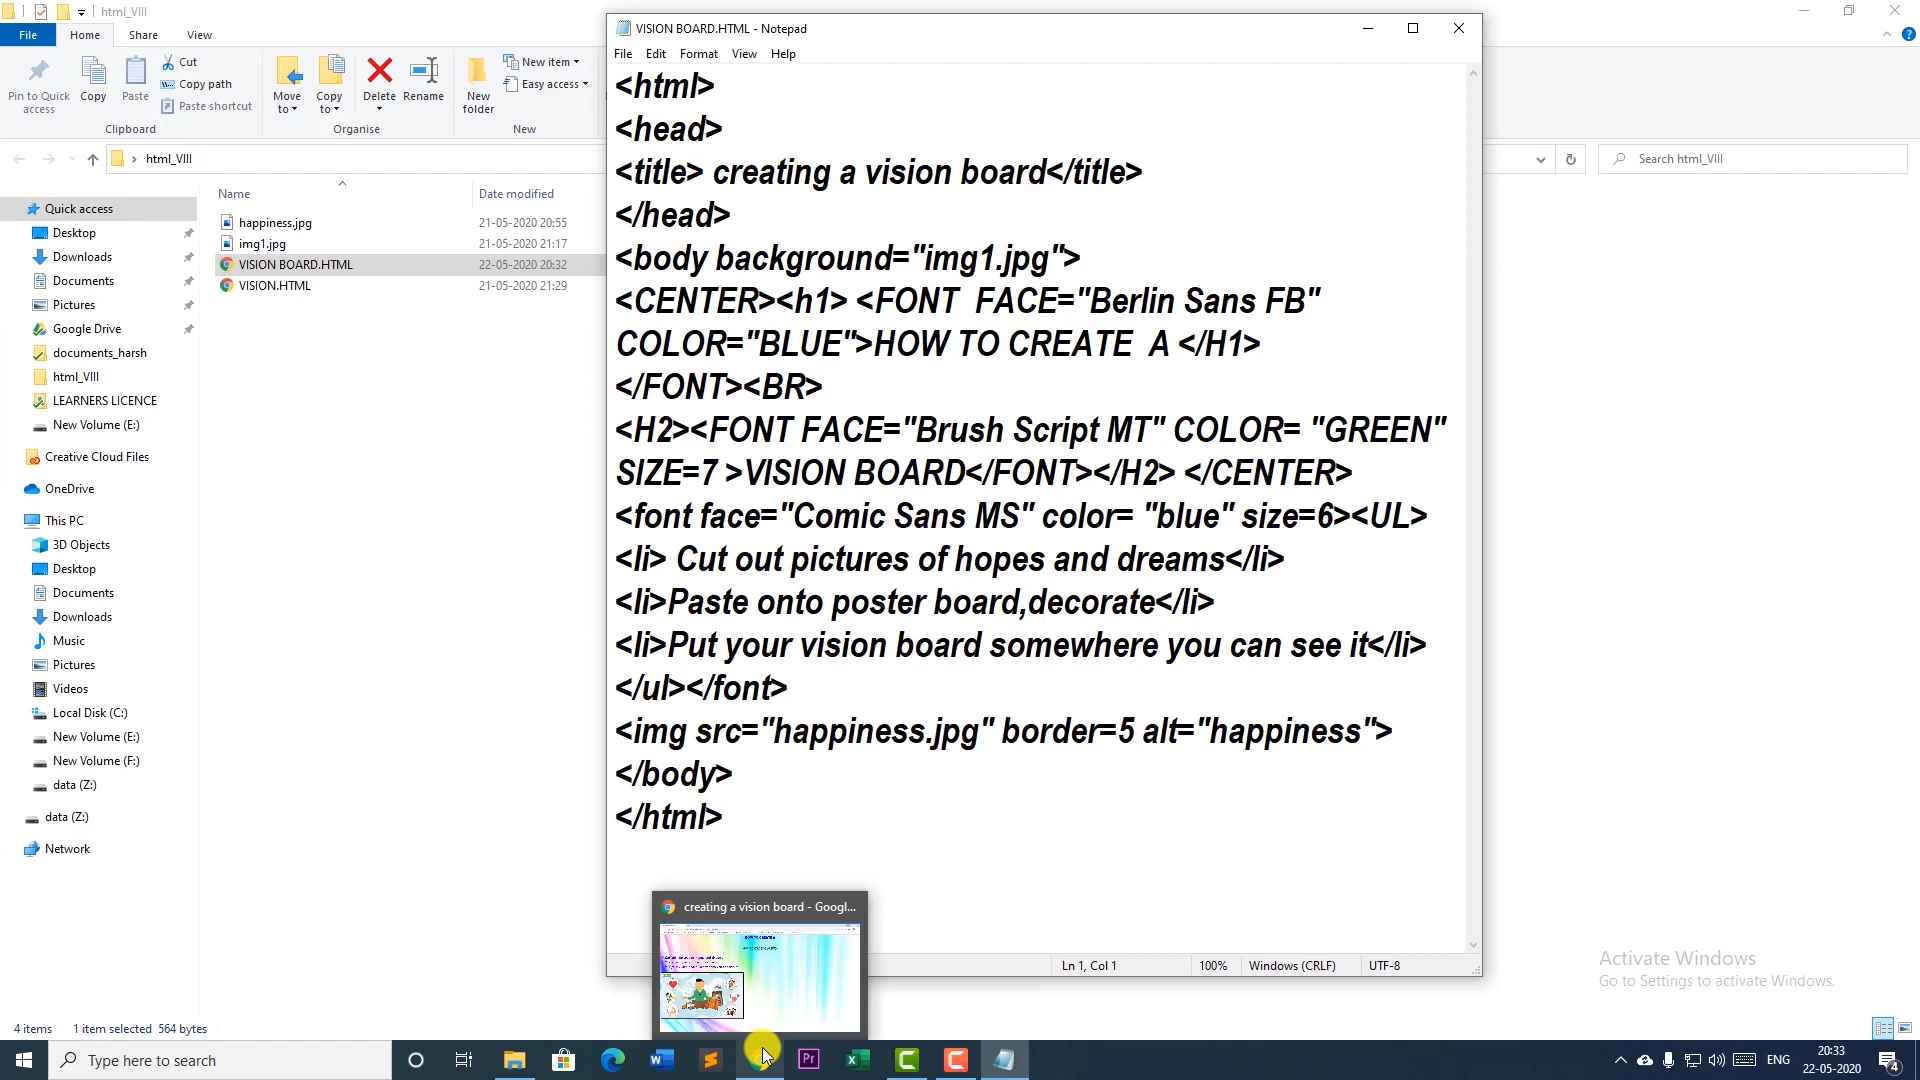 html_VIII
File
Home
Share
View
Pin to Quick access
Copy
Paste
Cut
Copy path
Paste shortcut
Clipboard
Move to
Copy to
Delete
Rename
Organise
New folder
New item
Easy access
New
html_VIII
Search html_VIII
Name
Date modified
happiness.jpg
21-05-2020 20:55
img1.jpg
21-05-2020 21:17
VISION BOARD.HTML
22-05-2020 20:32
VISION.HTML
21-05-2020 21:29
Quick access
Desktop
Downloads
Documents
Pictures
Google Drive
documents_harsh
html_VIII
LEARNERS LICENCE
New Volume (E:)
Creative Cloud Files
OneDrive
This PC
3D Objects
Desktop
Documents
Downloads
Music
Pictures
Videos
Local Disk (C:)
New Volume (E:)
New Volume (F:)
data (Z:)
data (Z:)
Network
4 items
1 item selected 564 bytes
VISION BOARD.HTML - Notepad
File Edit Format View Help
<html>
<head>
<title> creating a vision board</title>
</head>
<body background="img1.jpg">
<CENTER><h1> <FONT  FACE="Berlin Sans FB"
COLOR="BLUE">HOW TO CREATE  A </H1>
</FONT><BR>
<H2><FONT FACE="Brush Script MT" COLOR= "GREEN"
SIZE=7 >VISION BOARD</FONT></H2> </CENTER>
<font face="Comic Sans MS" color= "blue" size=6><UL>
<li> Cut out pictures of hopes and dreams</li>
<li>Paste onto poster board,decorate</li>
<li>Put your vision board somewhere you can see it</li>
</ul></font>
<img src="happiness.jpg" border=5 alt="happiness">
</body>
</html>
creating a vision board - Googl...
Ln 1, Col 1
100%
Windows (CRLF)
UTF-8
Activate Windows
Go to Settings to activate Windows.
Type here to search
Pr
ENG
20:33
22-05-2020
4